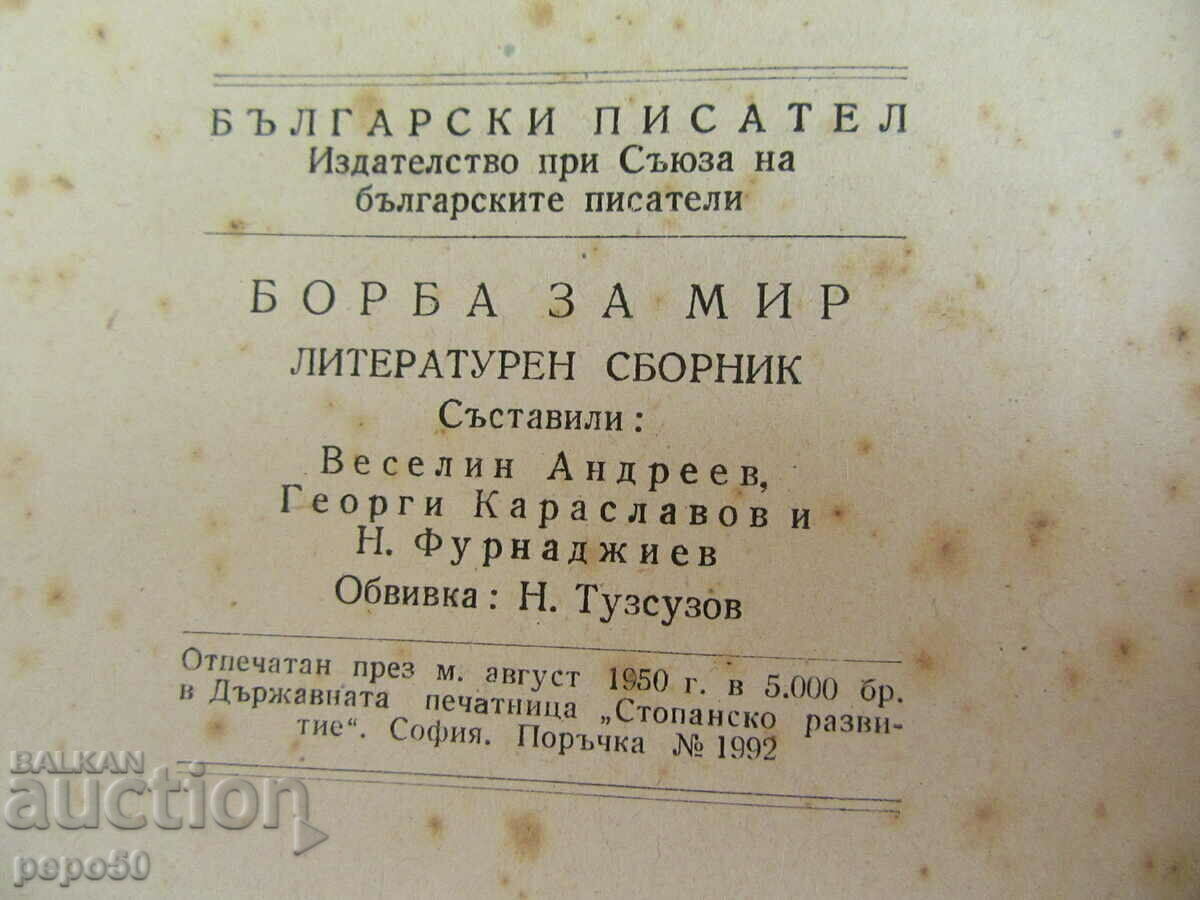 БЪЛГАРСКИ ПИСАТЕЛ
Издателство при Съюза на
българските писатели
БОРБА ЗА МИР
ЛИТЕРАТУРЕН СБОРНИК
Съставили:
Веселин Андреев,
Георги Караславов и
Н. Фурнаджиев
Обвивка: Н. Тузсузов
Отпечатан през м. август 1950 г. в 5.000 бр.
в Държавната печатница „Стопанско разви-
тие“. София. Поръчка № 1992
BALKAN
auction
pepo50